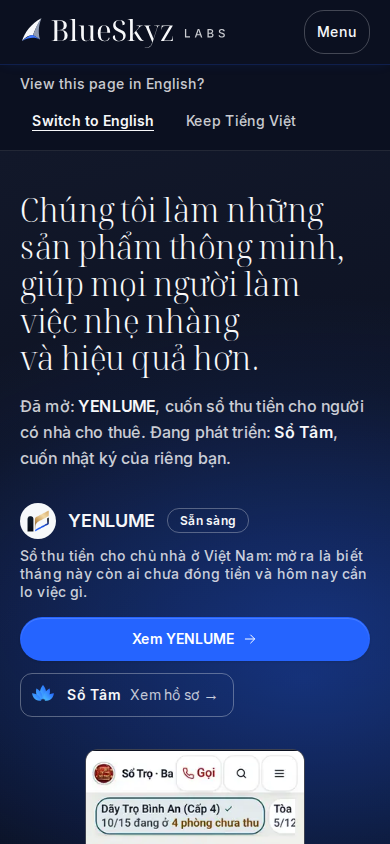 BlueSkyz LABS
Menu
View this page in English?
Switch to English
Keep Tiếng Việt
Chúng tôi làm những
sản phẩm thông minh,
giúp mọi người làm
việc nhẹ nhàng
và hiệu quả hơn.
Đã mở: YENLUME, cuốn sổ thu tiền cho người
có nhà cho thuê. Đang phát triển: Sổ Tâm,
cuốn nhật ký của riêng bạn.
YENLUME Sẵn sàng
Sổ thu tiền cho chủ nhà ở Việt Nam: mở ra là biết
tháng này còn ai chưa đóng tiền và hôm nay cần
lo việc gì.
Xem YENLUME →
Sổ Tâm Xem hồ sơ →
Sổ Trọ · Ba
Gọi
Dãy Trọ Bình An (Cấp 4) ✓
10/15 đang ở 4 phòng chưa thu
Tòa
5/12